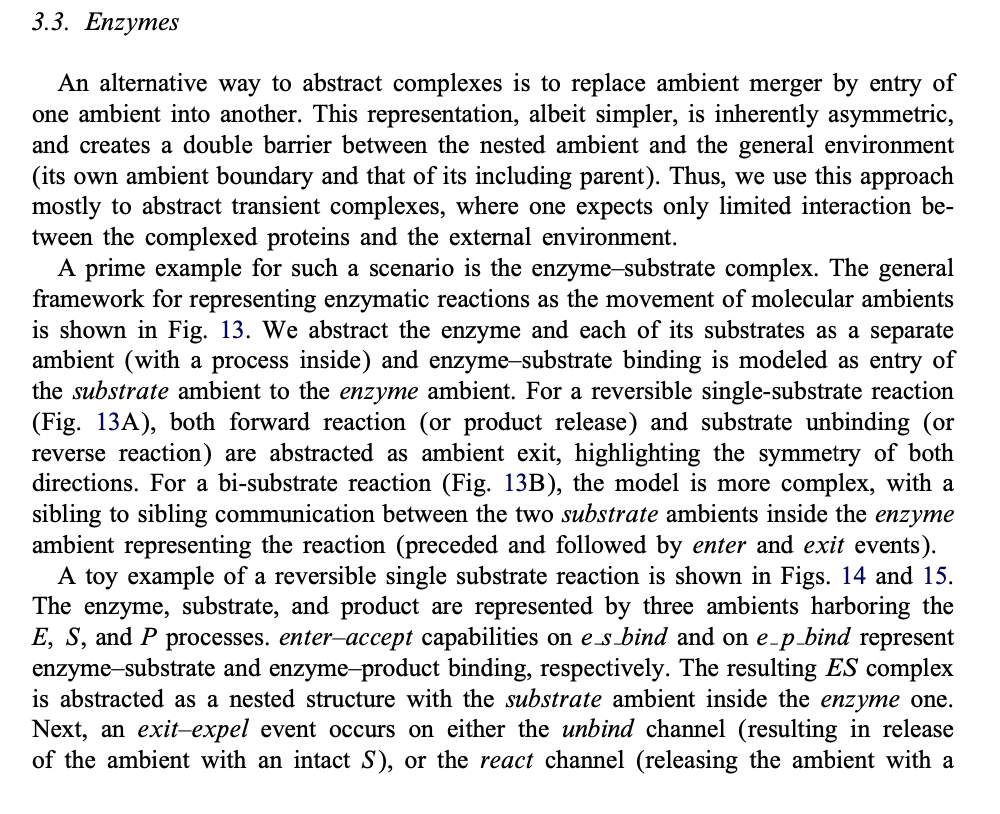 3.3. Enzymes
An alternative way to abstract complexes is to replace ambient merger by entry of
one ambient into another. This representation, albeit simpler, is inherently asymmetric,
and creates a double barrier between the nested ambient and the general environment
(its own ambient boundary and that of its including parent). Thus, we use this approach
mostly to abstract transient complexes, where one expects only limited interaction be-
tween the complexed proteins and the external environment.
A prime example for such a scenario is the enzyme–substrate complex. The general
framework for representing enzymatic reactions as the movement of molecular ambients
is shown in Fig. 13. We abstract the enzyme and each of its substrates as a separate
ambient (with a process inside) and enzyme–substrate binding is modeled as entry of
the substrate ambient to the enzyme ambient. For a reversible single-substrate reaction
(Fig. 13A), both forward reaction (or product release) and substrate unbinding (or
reverse reaction) are abstracted as ambient exit, highlighting the symmetry of both
directions. For a bi-substrate reaction (Fig. 13B), the model is more complex, with a
sibling to sibling communication between the two substrate ambients inside the enzyme
ambient representing the reaction (preceded and followed by enter and exit events).
A toy example of a reversible single substrate reaction is shown in Figs. 14 and 15.
The enzyme, substrate, and product are represented by three ambients harboring the
E, S, and P processes. enter–accept capabilities on e_s_bind and on e_p_bind represent
enzyme–substrate and enzyme–product binding, respectively. The resulting ES complex
is abstracted as a nested structure with the substrate ambient inside the enzyme one.
Next, an exit–expel event occurs on either the unbind channel (resulting in release
of the ambient with an intact S), or the react channel (releasing the ambient with a